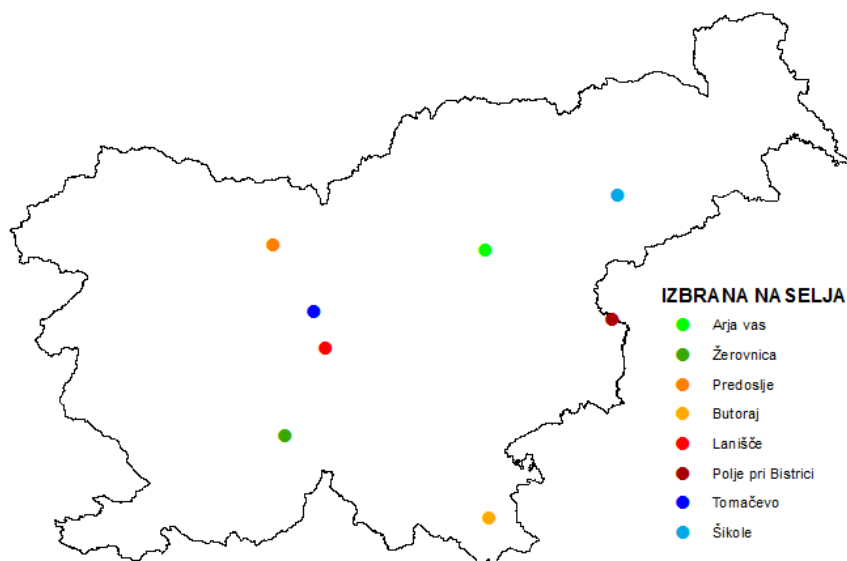 IZBRANA NASELJA
Arja vas
Žerovnica
Predoslje
Butoraj
Lanišče
Polje pri Bistrici
Tomačevo
Šikole